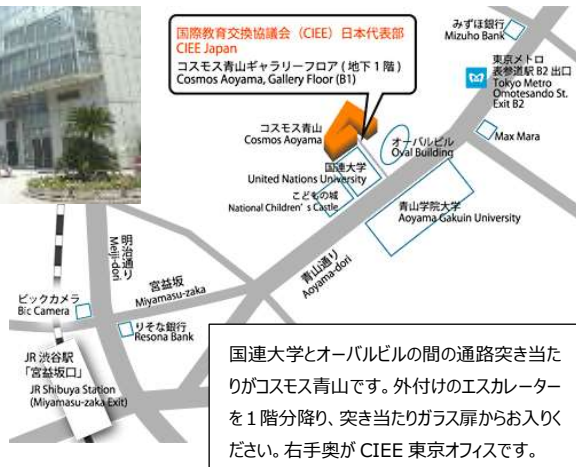 国際教育交換協議会（CIEE）日本代表部
CIEE Japan
コスモス青山ギャラリーフロア ( 地下１階 )
Cosmos Aoyama, Gallery Floor (B1)
みずほ銀行
Mizuho Bank
東京メトロ
表参道駅 B2 出口
Tokyo Metro
Omotesando St.
Exit B2
Max Mara
コスモス青山
Cosmos Aoyama
オーバルビル
Oval Building
国連大学
United Nations University
こどもの城
National Children's Castle
青山学院大学
Aoyama Gakuin University
青山通り
Aoyama-dori
明治通り
Meiji-dori
宮益坂
Miyamasu-zaka
ビックカメラ
Bic Camera
りそな銀行
Resona Bank
JR 渋谷駅
「宮益坂口」
JR Shibuya Station
(Miyamasu-zaka Exit)
国連大学とオーバルビルの間の通路突き当た
りがコスモス青山です。外付けのエスカレーター
を１階分降り、突き当たりガラス扉からお入りく
ださい。右手奥が CIEE 東京オフィスです。